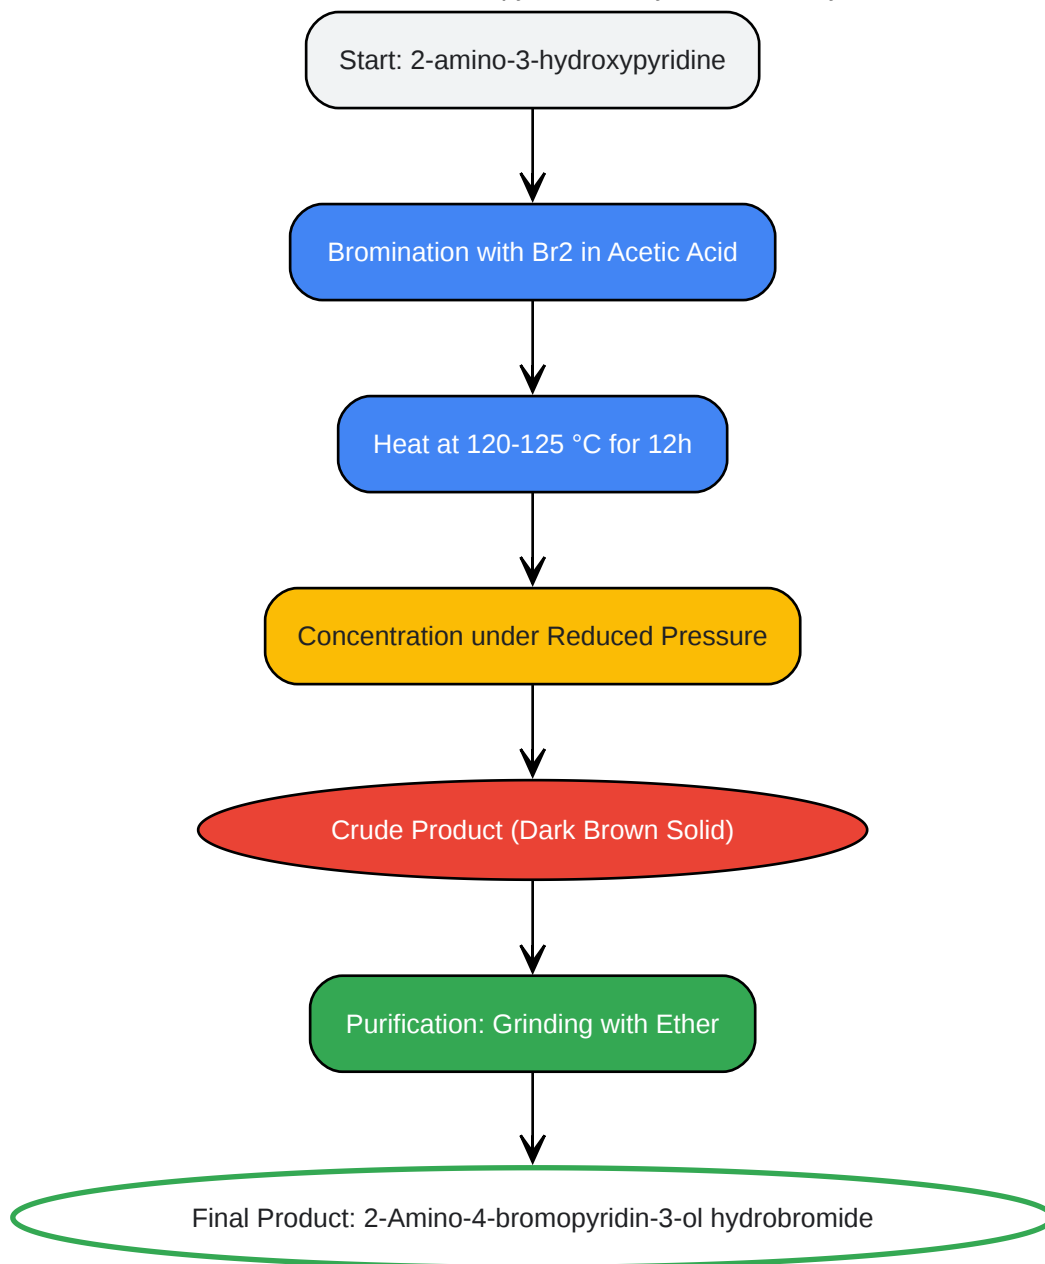 Start: 2-amino-3-hydroxypyridine
Bromination with Br2 in Acetic Acid
Heat at 120-125 °C for 12h
Concentration under Reduced Pressure
Crude Product (Dark Brown Solid)
Purification: Grinding with Ether
Final Product: 2-Amino-4-bromopyridin-3-ol hydrobromide